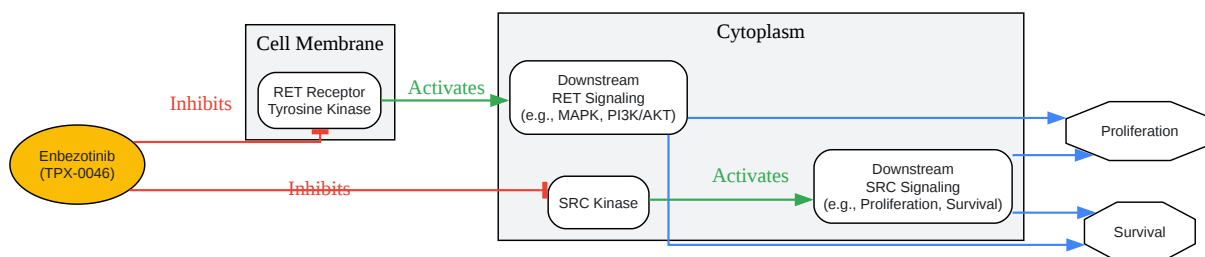 Cell Membrane
Cytoplasm
Inhibits
RET Receptor
Tyrosine Kinase
Activates
Downstream
RET Signaling
(e.g., MAPK, PI3K/AKT)
Proliferation
Enbezotinib
(TPX-0046)
Inhibits
SRC Kinase
Activates
Downstream
SRC Signaling
(e.g., Proliferation, Survival)
Survival